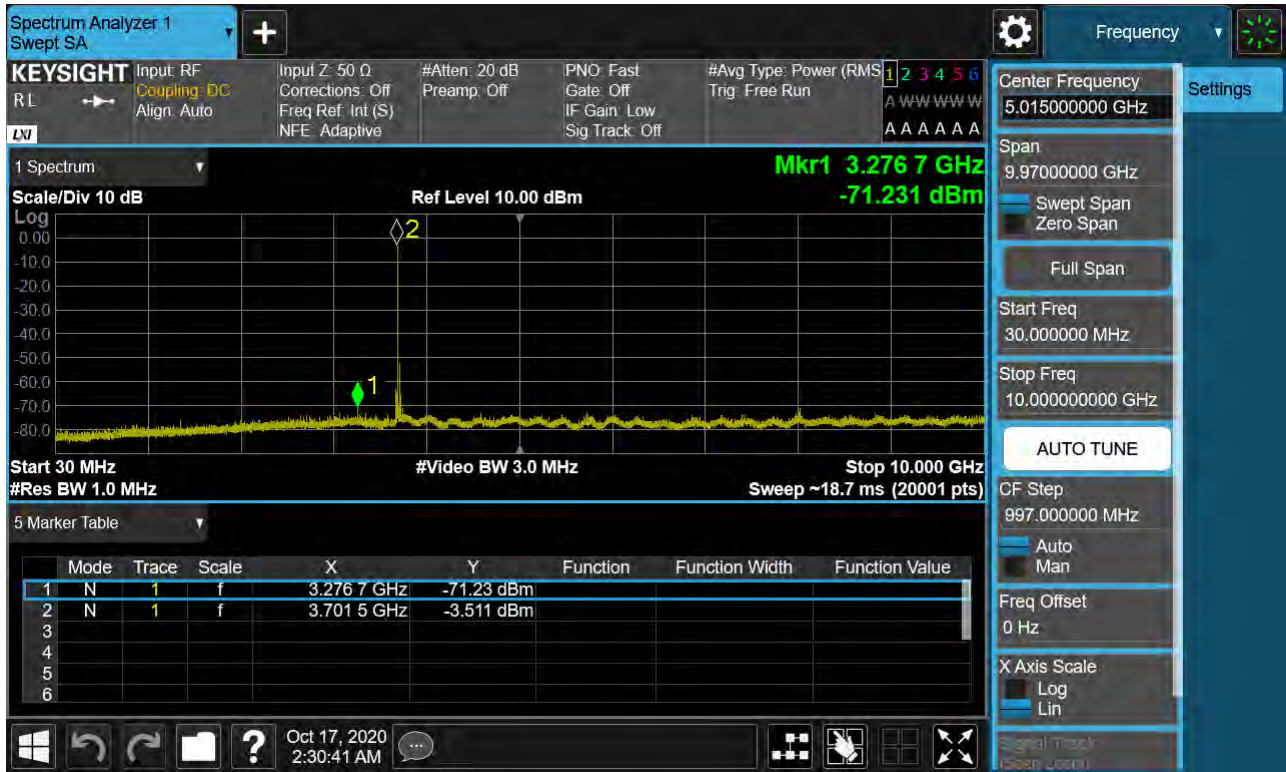 Spectrum Analyzer 1
Swept SA
Frequency
KEYSIGHT
RL
LXI
Input: RF
Coupling: DC
Align: Auto
Input Z: 50 Ω
Corrections: Off
Freq Ref: Int (S)
NFE: Adaptive
#Atten: 20 dB
Preamp: Off
PNO: Fast
Gate: Off
IF Gain: Low
Sig Track: Off
#Avg Type: Power (RMS
Trig: Free Run
1 2 3 4 5 6
A W W W W W
A A A A A A
1 Spectrum
Scale/Div 10 dB
Ref Level 10.00 dBm
Mkr1 3.276 7 GHz
-71.231 dBm
Log
0.00
-10.0
-20.0
-30.0
-40.0
-50.0
-60.0
-70.0
-80.0
2
1
Start 30 MHz
#Video BW 3.0 MHz
Stop 10.000 GHz
#Res BW 1.0 MHz
Sweep ~18.7 ms (20001 pts)
5 Marker Table
Mode Trace Scale X Y Function Function Width Function Value
1 N 1 f 3.276 7 GHz -71.23 dBm
2 N 1 f 3.701 5 GHz -3.511 dBm
3
4
5
6
Oct 17, 2020
2:30:41 AM
Center Frequency
5.015000000 GHz
Settings
Span
9.97000000 GHz
Swept Span
Zero Span
Full Span
Start Freq
30.000000 MHz
Stop Freq
10.000000000 GHz
AUTO TUNE
CF Step
997.000000 MHz
Auto
Man
Freq Offset
0 Hz
X Axis Scale
Log
Lin
Signal Track
(Span Zoom)